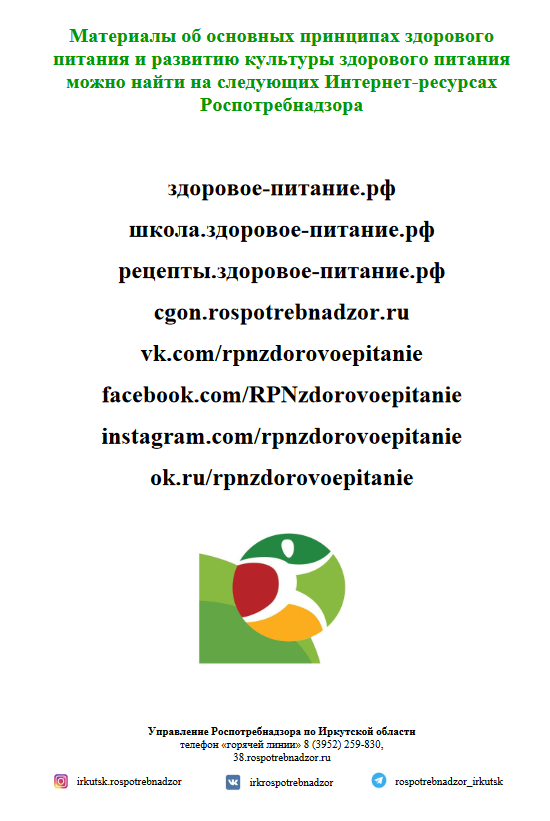 Материалы об основных принципах здорового
питания и развитию культуры здорового питания
можно найти на следующих Интернет-ресурсах
Роспотребнадзора
здоровое-питание.рф
школа.здоровое-питание.рф
рецепты.здоровое-питание.рф
cgon.rospotrebnadzor.ru
vk.com/rpnzdorovoepitanie
facebook.com/RPNzdorovoepitanie
instagram.com/rpnzdorovoepitanie
ok.ru/rpnzdorovoepitanie
Управление Роспотребнадзора по Иркутской области
телефон «горячей линии» 8 (3952) 259-830,
38.rospotrebnadzor.ru
irkutsk.rospotrebnadzor irkrospotrebnadzor rospotrebnadzor_irkutsk